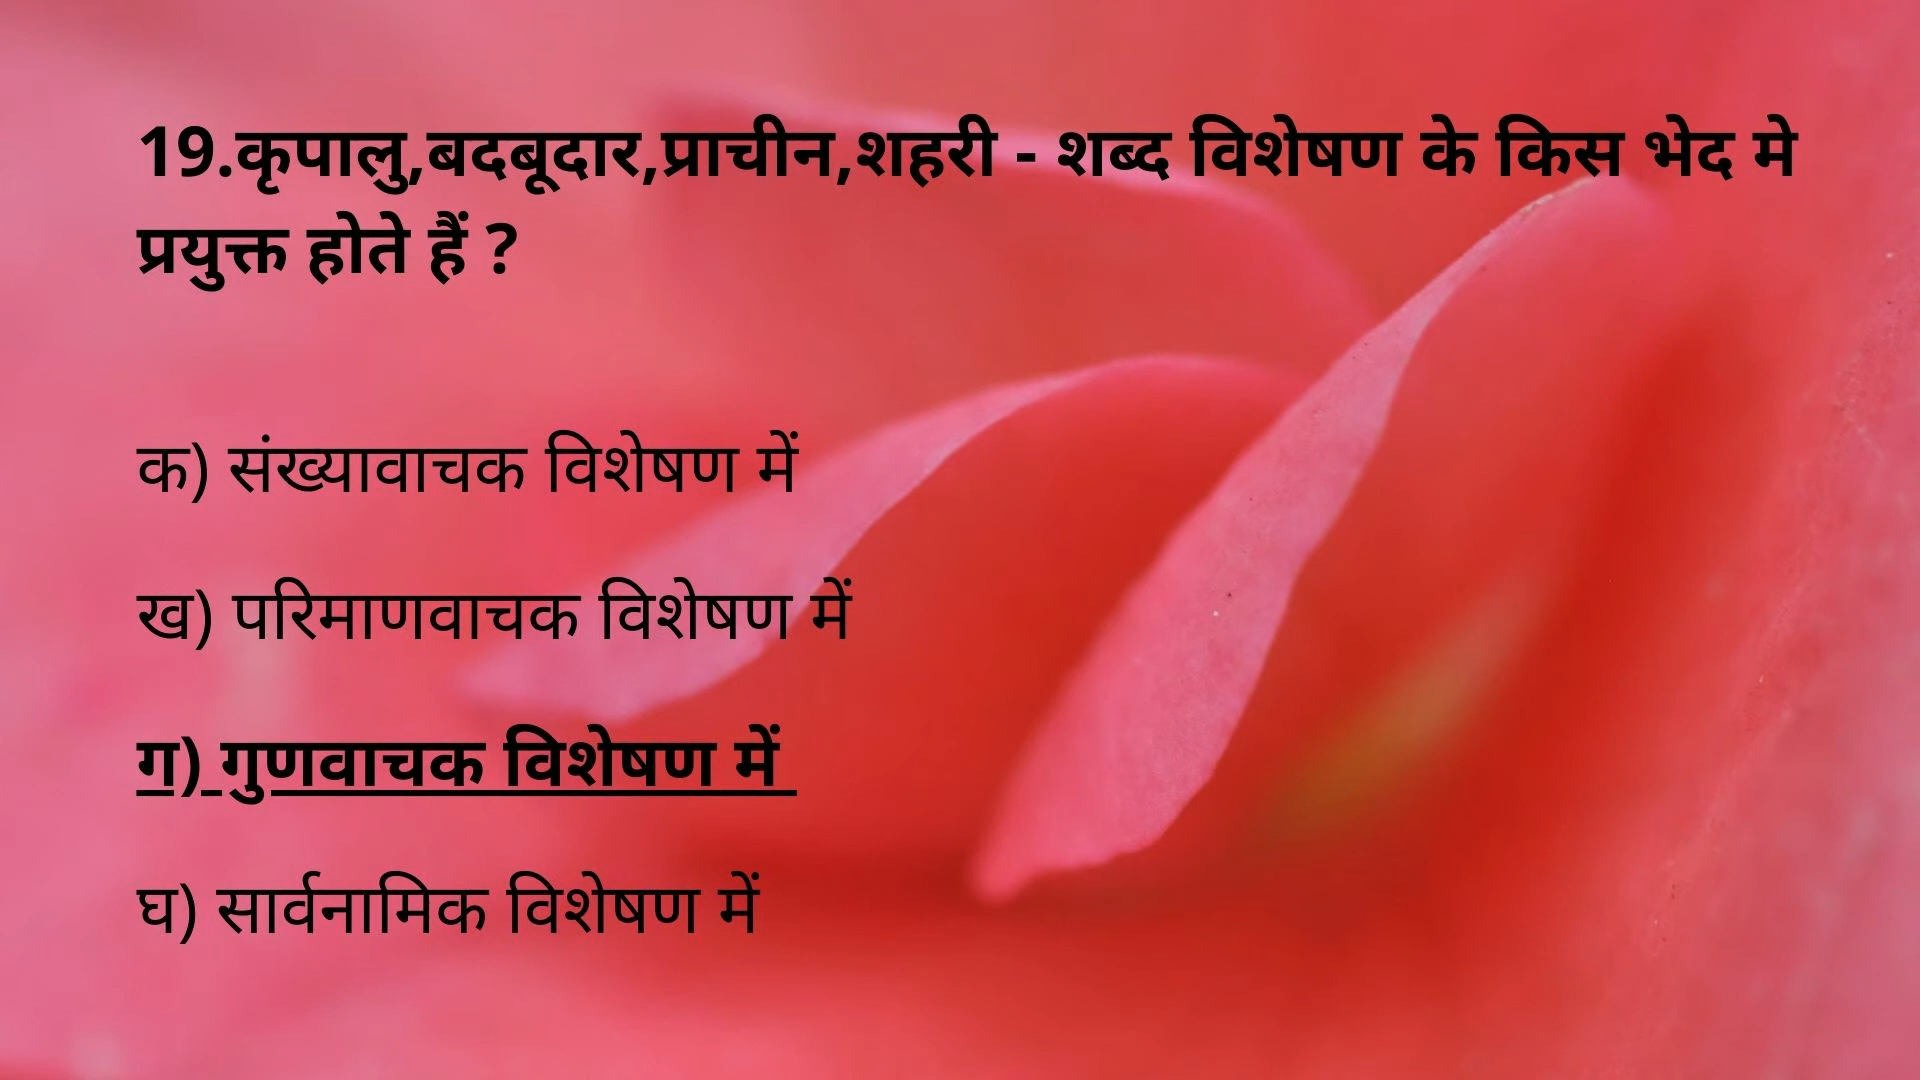 19.कृपालु,बदबूदार,प्राचीन,शहरी - शब्द विशेषण के किस भेद मे
प्रयुक्त होते हैं ?
क) संख्यावाचक विशेषण में
ख) परिमाणवाचक विशेषण में
ग) गुणवाचक विशेषण में
घ) सार्वनामिक विशेषण में